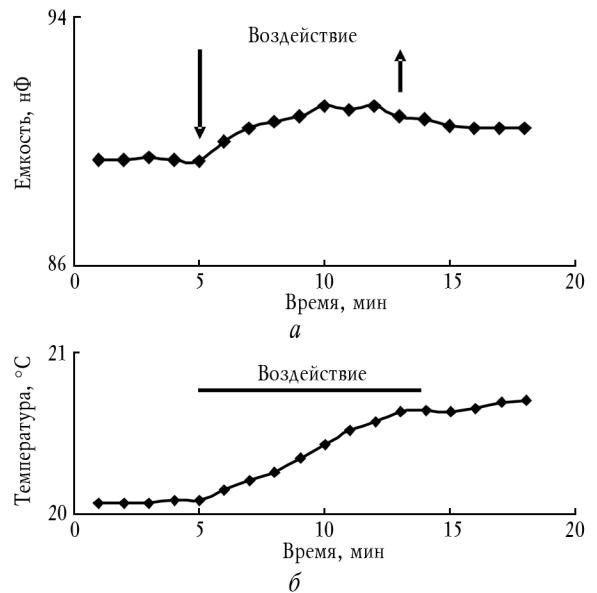 94
Воздействие
Емкость, нФ
86
0 5 10 15 20
Время, мин
а
21
Воздействие
Температура, °С
20
0 5 10 15 20
Время, мин
б